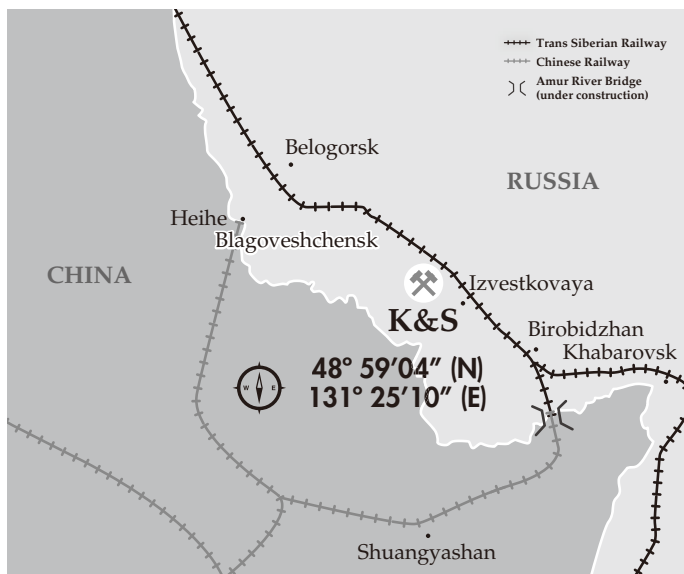 Trans Siberian Railway
Chinese Railway
Amur River Bridge
(under construction)
Belogorsk
RUSSIA
Heihe
Blagoveshchensk
CHINA
Izvestkovaya
K&S
Birobidzhan
Khabarovsk
48° 59’04” (N)
131° 25’10” (E)
W E
Shuangyashan